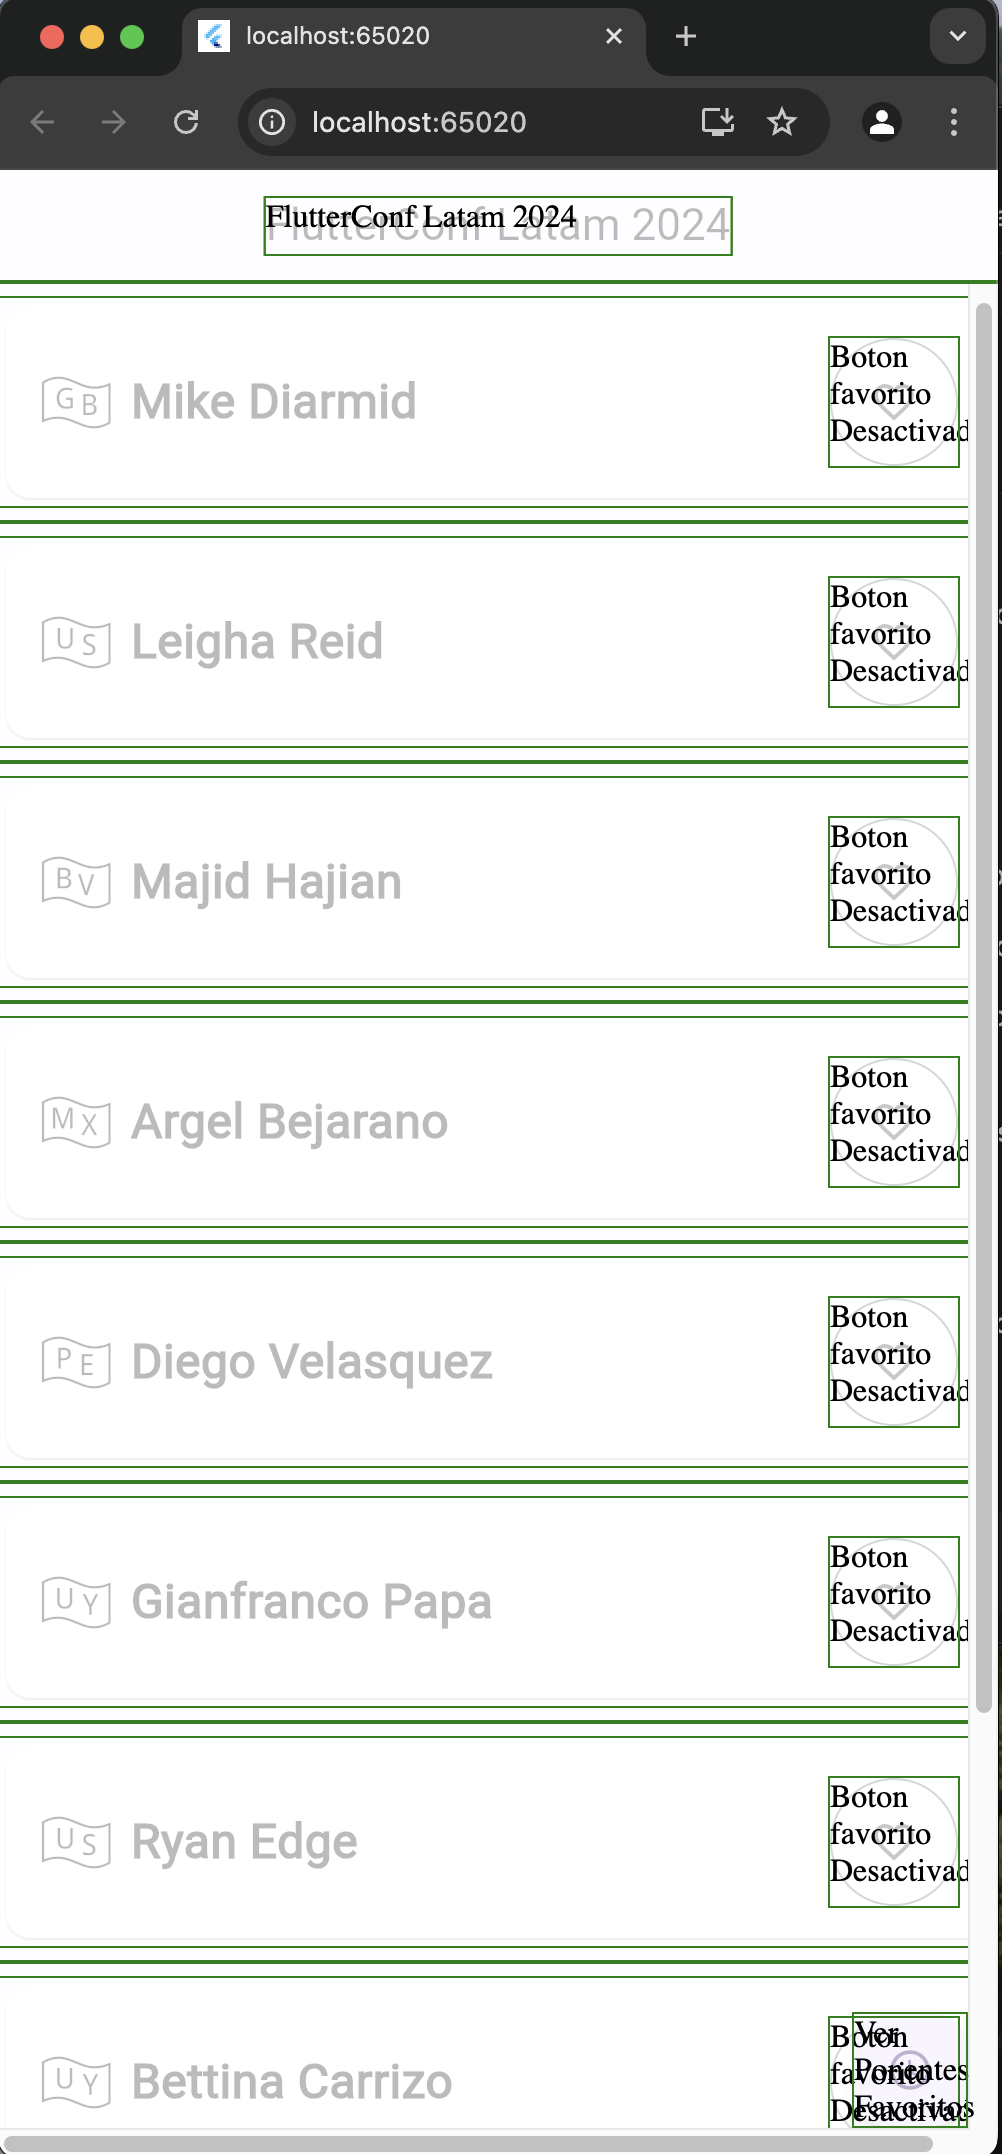 localhost:65020
localhost:65020
FlutterConf Latam 2024
FlutterConf Latam 2024
GB Mike Diarmid
Boton
favorito
Desactivad
US Leigha Reid
Boton
favorito
Desactivad
BV Majid Hajian
Boton
favorito
Desactivad
MX Argel Bejarano
Boton
favorito
Desactivad
PE Diego Velasquez
Boton
favorito
Desactivad
UY Gianfranco Papa
Boton
favorito
Desactivad
US Ryan Edge
Boton
favorito
Desactivad
UY Bettina Carrizo
Boton
favorito
Desactivad
Ver
Ponentes
Favoritos